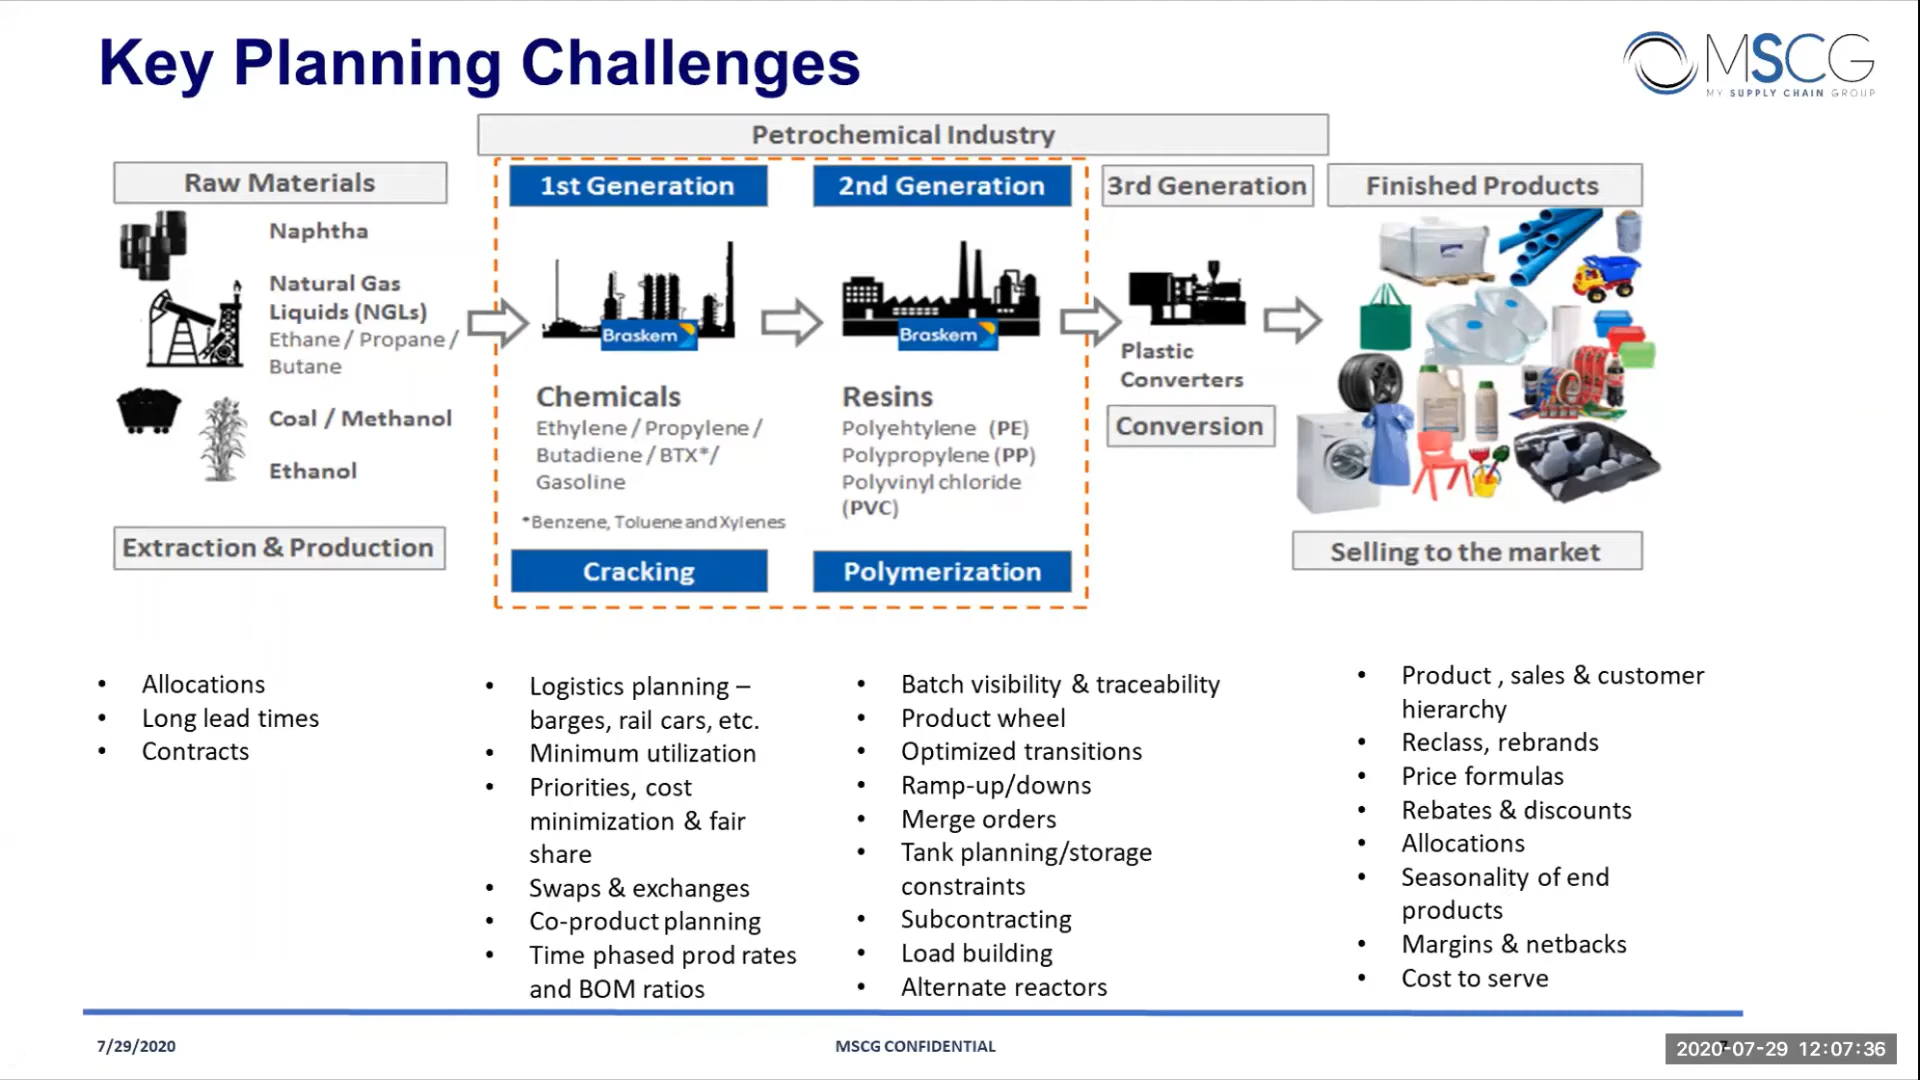 Key Planning Challenges
MSCG
MY SUPPLY CHAIN GROUP
Petrochemical Industry
Raw Materials
1st Generation
2nd Generation
3rd Generation
Finished Products
Naphtha
Natural Gas
Liquids (NGLs)
Ethane / Propane /
Butane
Coal / Methanol
Ethanol
Extraction & Production
Braskem
Chemicals
Ethylene / Propylene /
Butadiene / BTX*/
Gasoline
*Benzene, Toluene and Xylenes
Cracking
Braskem
Resins
Polyehtylene (PE)
Polypropylene (PP)
Polyvinyl chloride
(PVC)
Polymerization
Plastic
Converters
Conversion
Selling to the market
• Allocations
• Long lead times
• Contracts
• Logistics planning –
barges, rail cars, etc.
• Minimum utilization
• Priorities, cost
minimization & fair
share
• Swaps & exchanges
• Co-product planning
• Time phased prod rates
and BOM ratios
• Batch visibility & traceability
• Product wheel
• Optimized transitions
• Ramp-up/downs
• Merge orders
• Tank planning/storage
constraints
• Subcontracting
• Load building
• Alternate reactors
• Product , sales & customer
hierarchy
• Reclass, rebrands
• Price formulas
• Rebates & discounts
• Allocations
• Seasonality of end
products
• Margins & netbacks
• Cost to serve
7/29/2020
MSCG CONFIDENTIAL
2020-07-29 12:07:36